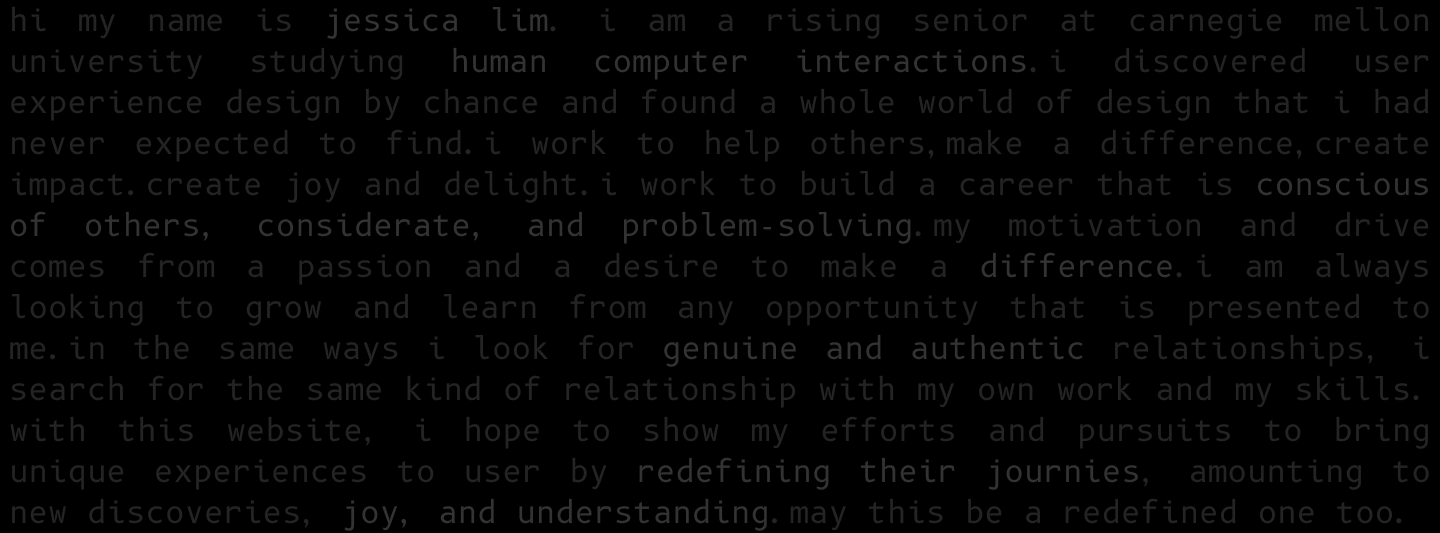 hi my name is jessica lim. i am a rising senior at carnegie mellon
university studying human computer interactions. i discovered user
experience design by chance and found a whole world of design that i had
never expected to find. i work to help others, make a difference, create
impact. create joy and delight. i work to build a career that is conscious
of others, considerate, and problem-solving. my motivation and drive
comes from a passion and a desire to make a difference. i am always
looking to grow and learn from any opportunity that is presented to
me. in the same ways i look for genuine and authentic relationships, i
search for the same kind of relationship with my own work and my skills.
with this website, i hope to show my efforts and pursuits to bring
unique experiences to user by redefining their journies, amounting to
new discoveries, joy, and understanding. may this be a redefined one too.